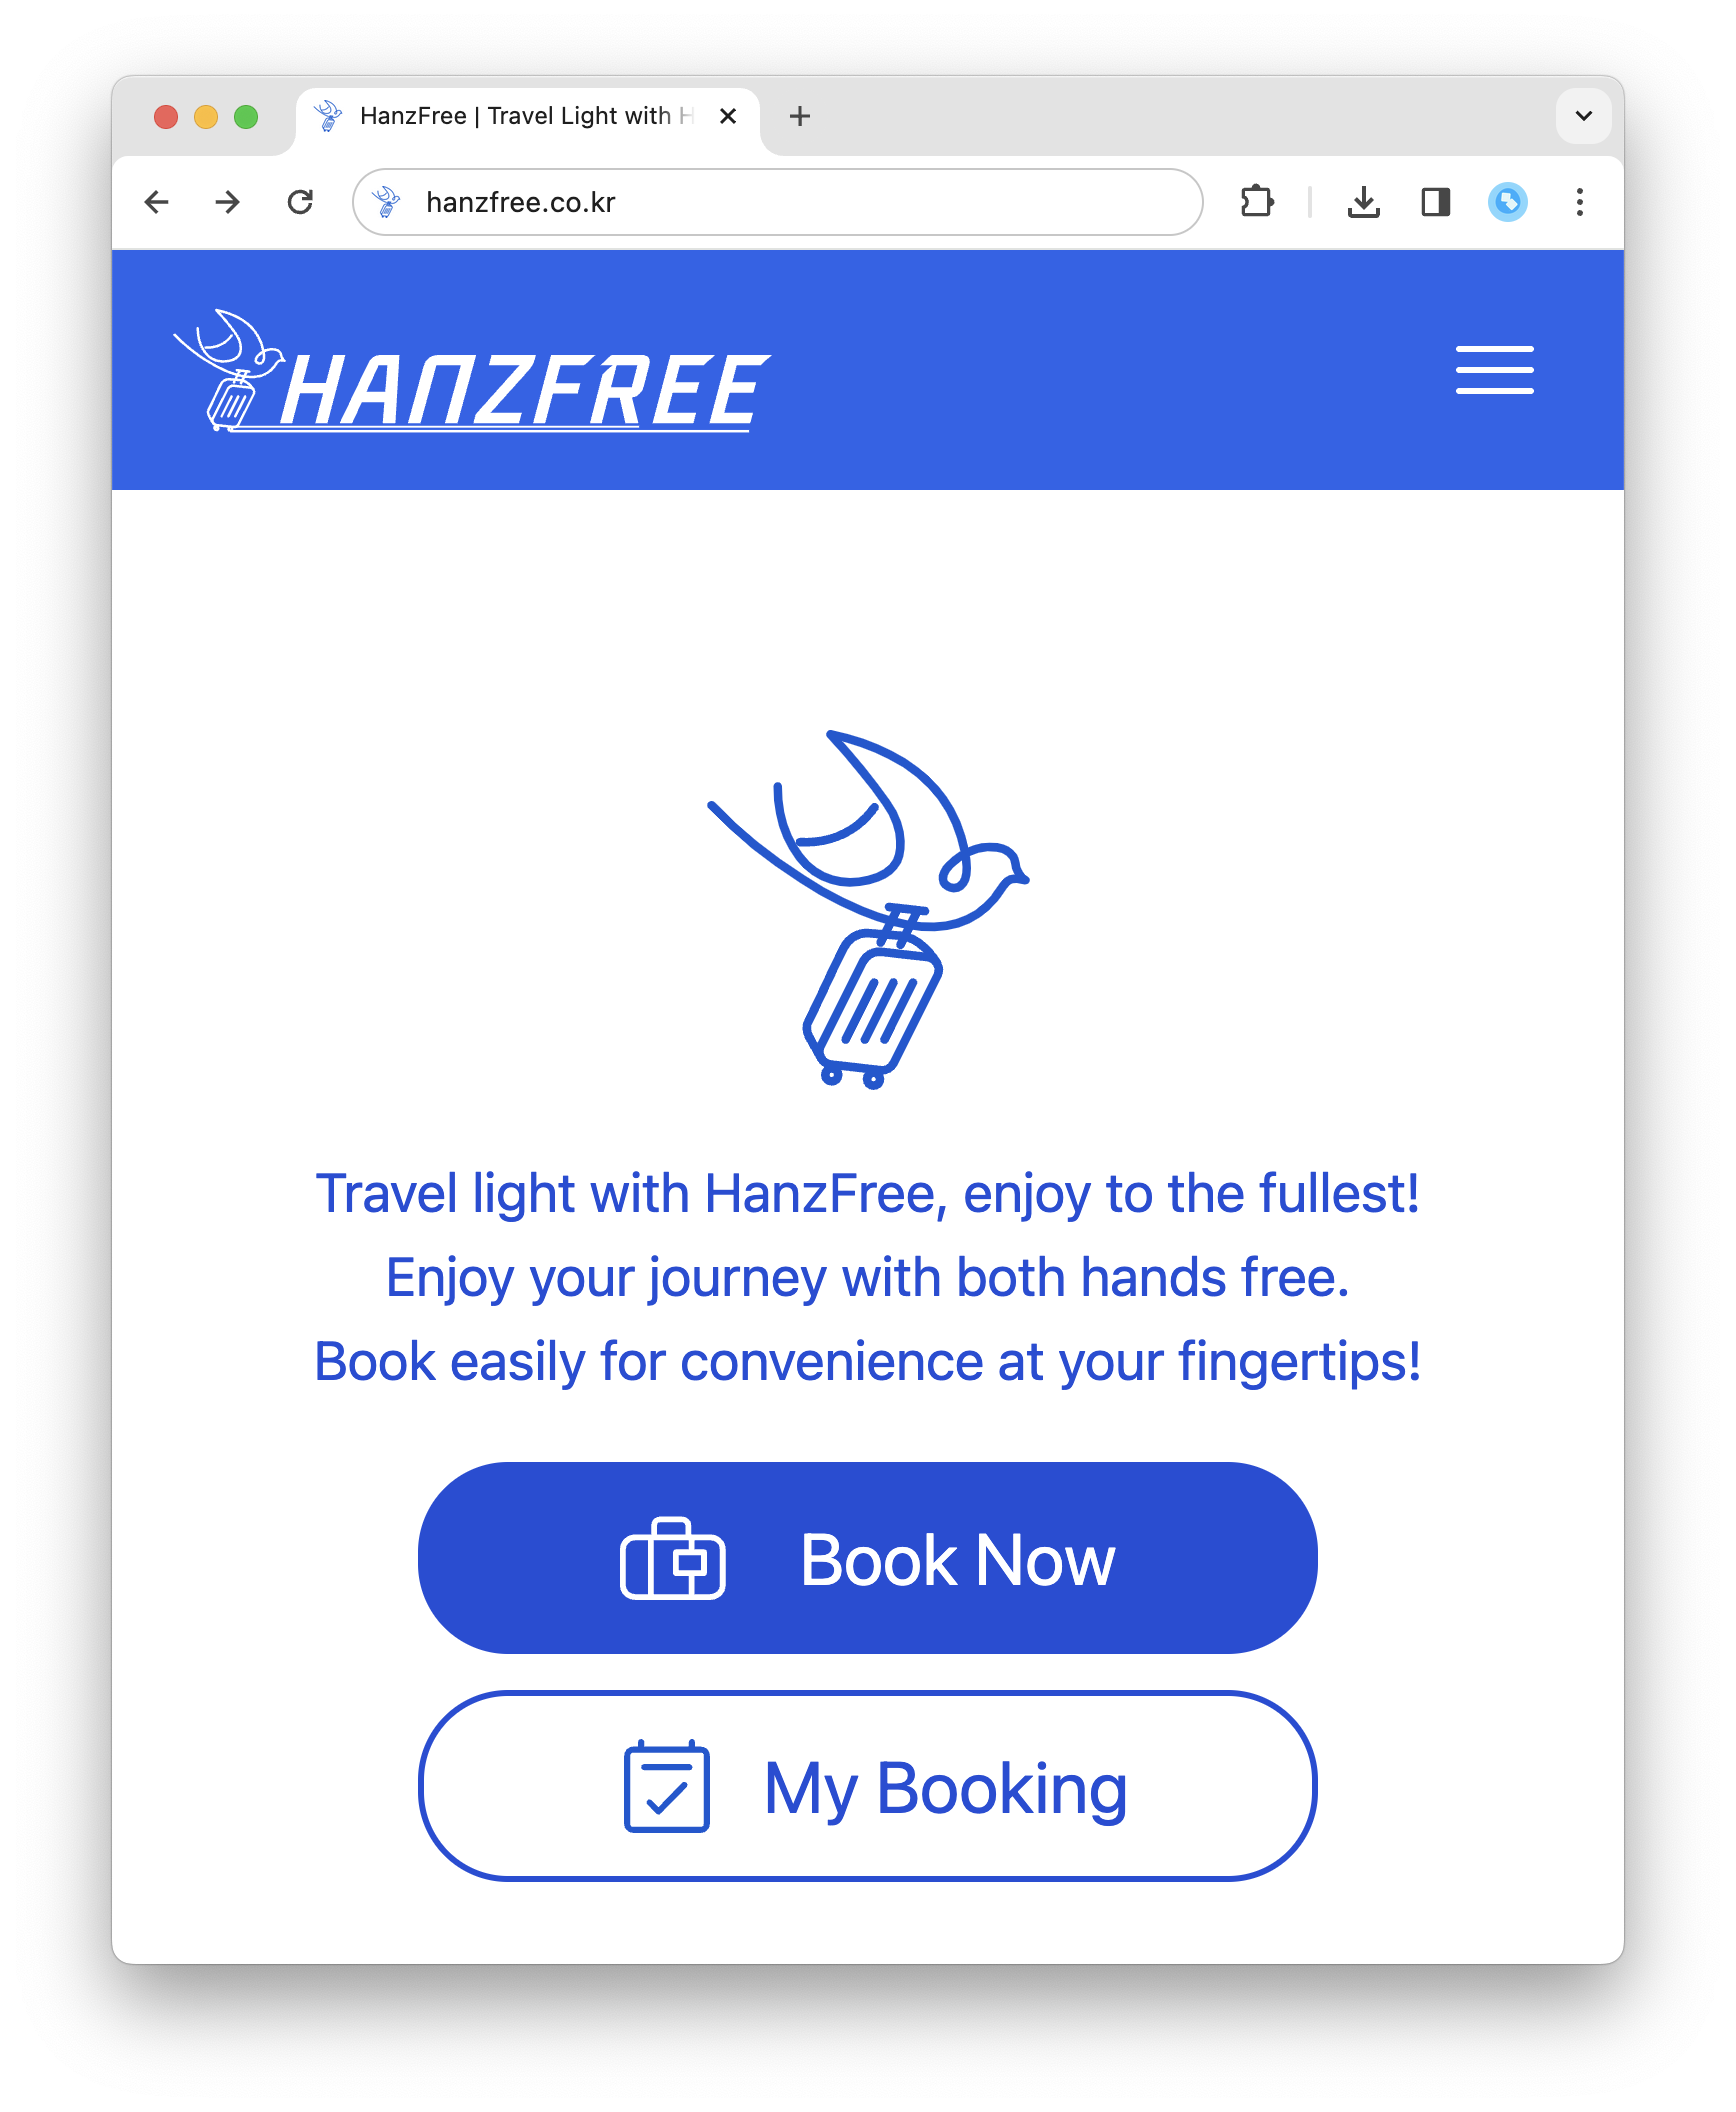 HanzFree | Travel Light with H
hanzfree.co.kr
HANZFREE
Travel light with HanzFree, enjoy to the fullest!
Enjoy your journey with both hands free.
Book easily for convenience at your fingertips!
Book Now
My Booking